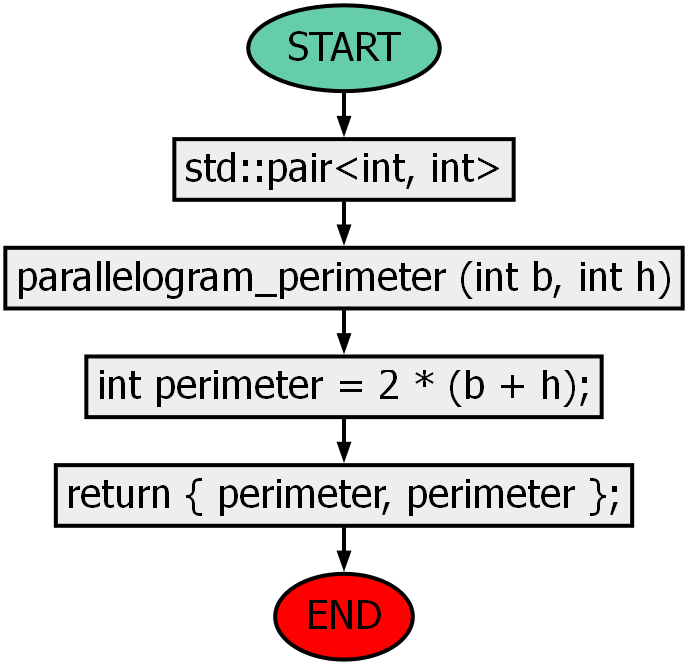 START
std::pair<int, int>
parallelogram_perimeter (int b, int h)
int perimeter = 2 * (b + h);
return { perimeter, perimeter };
END